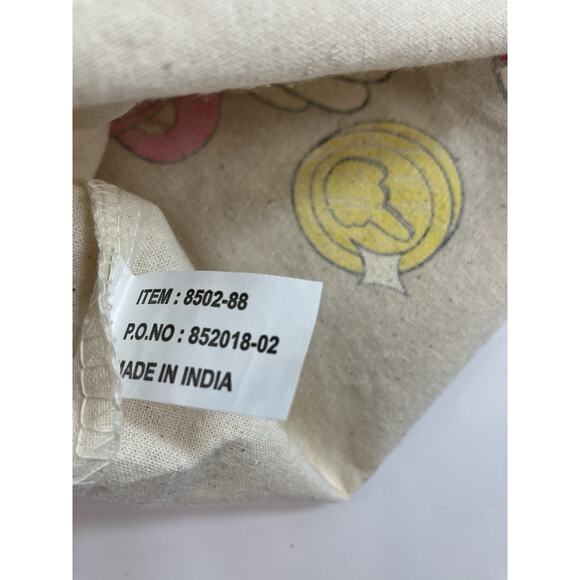 ITEM : 8502-88
P.O.NO : 852018-02
MADE IN INDIA